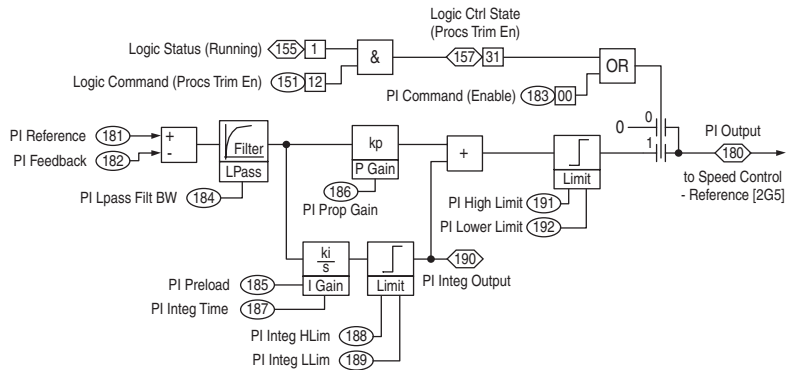 Logic Ctrl State
(Procs Trim En)
Logic Status (Running) 155 1
&
157 31
OR
Logic Command (Procs Trim En) 151 12
PI Command (Enable) 183 00
0
0
1
PI Output
180
to Speed Control
- Reference [2G5]
PI Reference 181
+
-
PI Feedback 182
Filter
LPass
PI Lpass Filt BW 184
kp
P Gain
186
PI Prop Gain
+
Limit
PI High Limit 191
PI Lower Limit 192
ki
s
I Gain
Limit
190
PI Integ Output
PI Preload 185
PI Integ Time 187
PI Integ HLim 188
PI Integ LLim 189